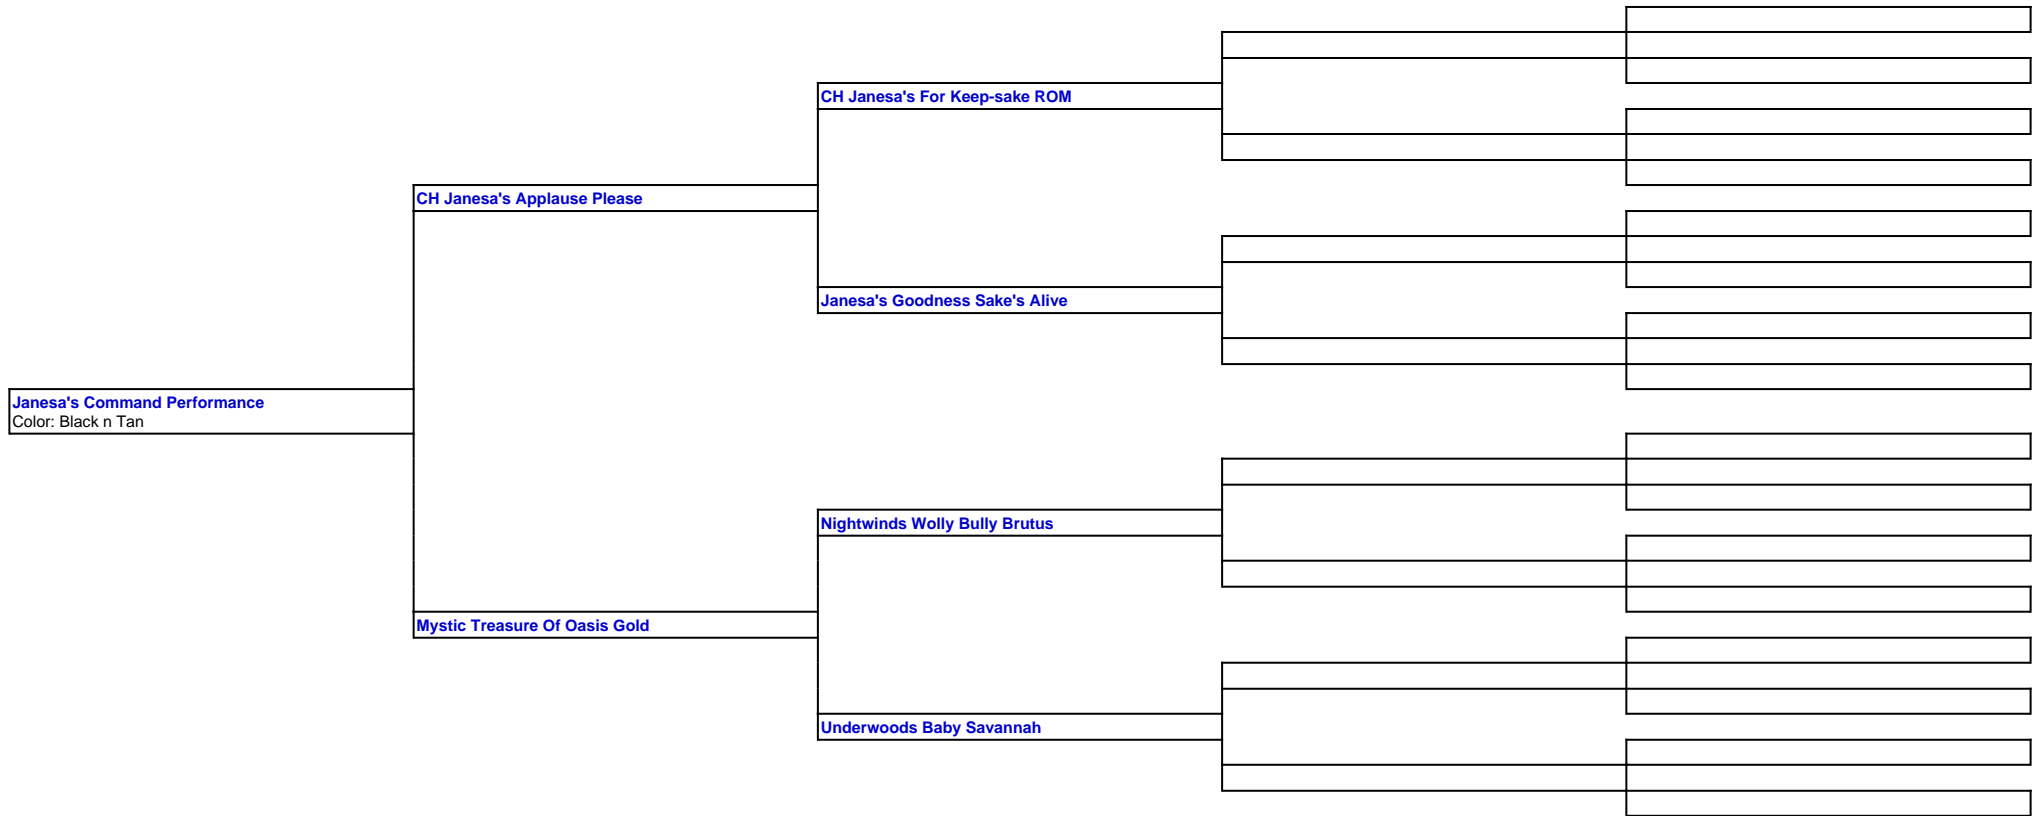 CH Janesa's For Keep-sake ROM
CH Janesa's Applause Please
Janesa's Goodness Sake's Alive
Janesa's Command Performance
Color: Black n Tan
Nightwinds Wolly Bully Brutus
Mystic Treasure Of Oasis Gold
Underwoods Baby Savannah